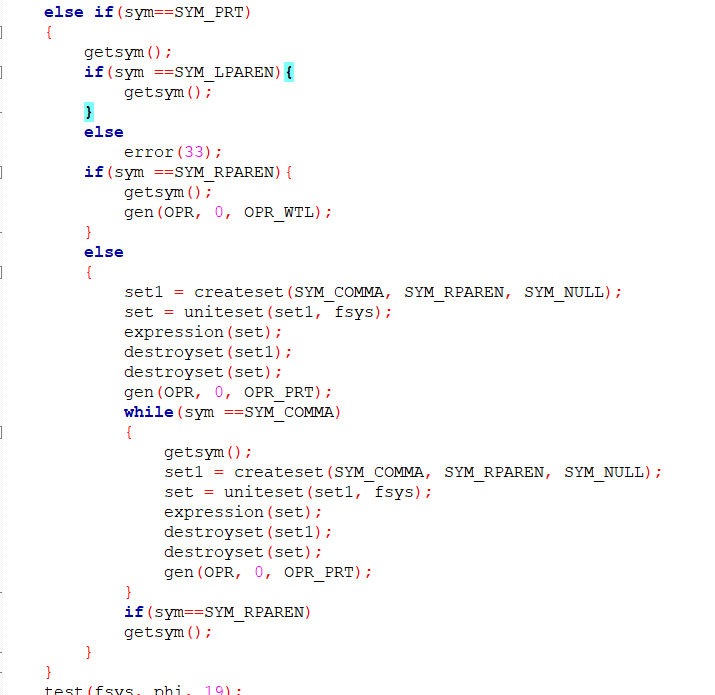 else if(sym==SYM_PRT)
{
getsym();
if(sym ==SYM_LPAREN){
getsym();
}
else
error(33);
if(sym ==SYM_RPAREN){
getsym();
gen(OPR, 0, OPR_WTL);
}
else
{
set1 = createset(SYM_COMMA, SYM_RPAREN, SYM_NULL);
set = uniteset(set1, fsys);
expression(set);
destroyset(set1);
destroyset(set);
gen(OPR, 0, OPR_PRT);
while(sym ==SYM_COMMA)
{
getsym();
set1 = createset(SYM_COMMA, SYM_RPAREN, SYM_NULL);
set = uniteset(set1, fsys);
expression(set);
destroyset(set1);
destroyset(set);
gen(OPR, 0, OPR_PRT);
}
if(sym==SYM_RPAREN)
getsym();
}
}
test(fsys, phi, 19);